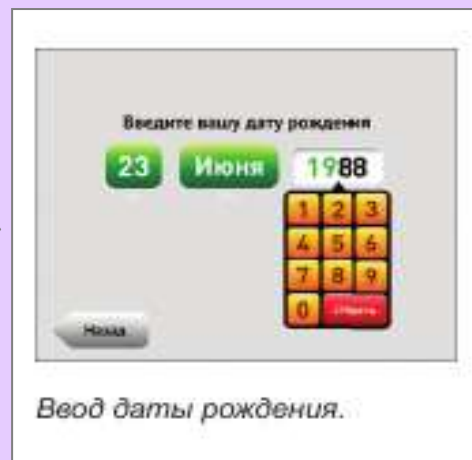 Введите вашу дату рождения
23 Июня 1988
1 2 3
4 5 6
7 8 9
0
Назад
Ввод даты рождения.